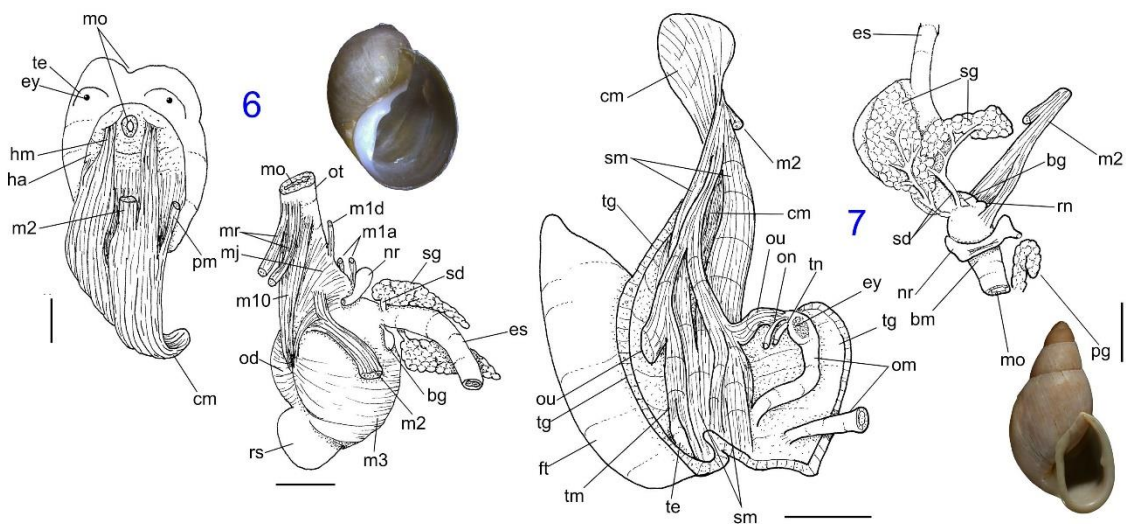 mo
te
ey
hm
ha
m2
pm
cm
6
mo
ot
m1d
mr
m1a
mj
nr
sg
sd
m10
es
od
bg
m2
rs
m3
cm
m2
sm
tg
cm
ou
on
tn
ey
tg
om
ou
tg
ft
tm
te
sm
7
es
sg
m2
bg
rn
sd
nr
bm
mo
pg